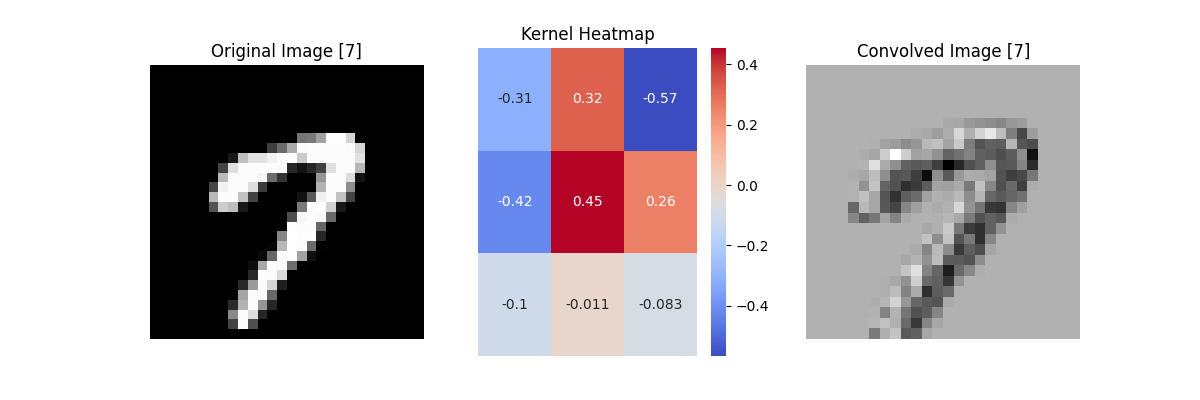 Original Image [7]
Kernel Heatmap
Convolved Image [7]
-0.31 0.32 -0.57
-0.42 0.45 0.26
-0.1 -0.011 -0.083
0.4
0.2
0.0
−0.2
−0.4